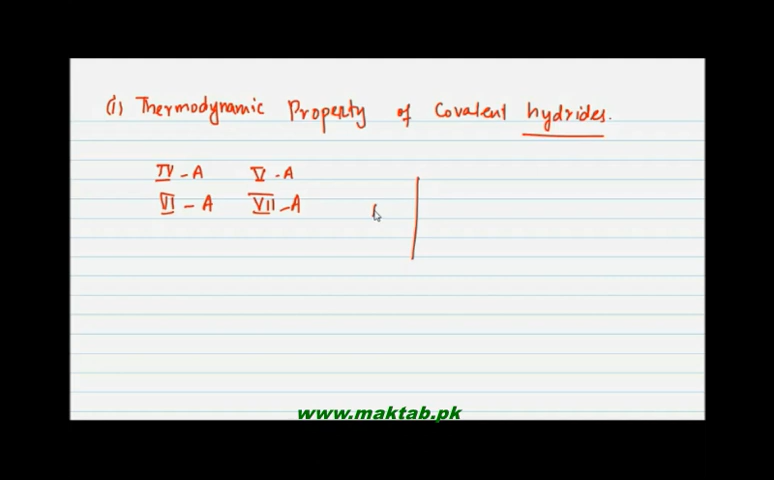 (i) Thermodynamic Property of Covalent hydrides.
IV - A V - A
VI - A VII - A
www.maktab.pk